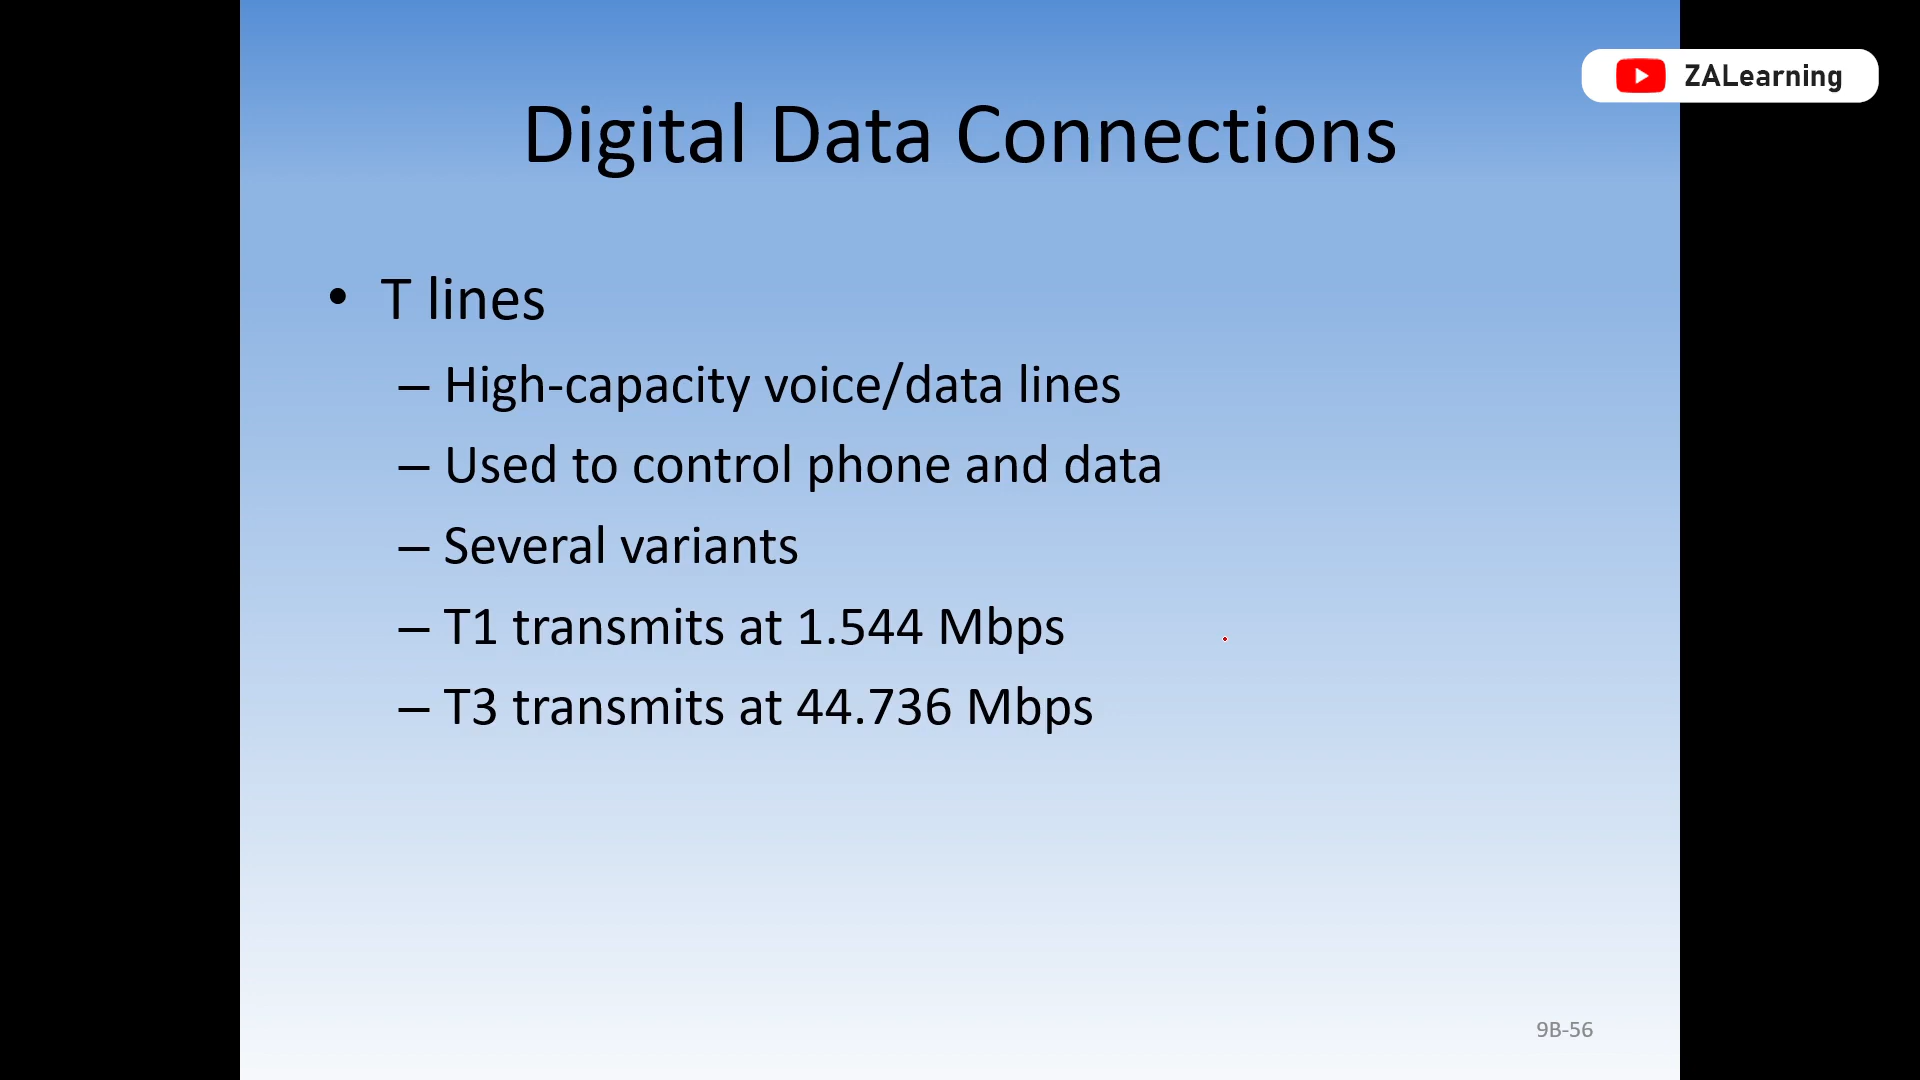 ZALearning
Digital Data Connections
• T lines
– High-capacity voice/data lines
– Used to control phone and data
– Several variants
– T1 transmits at 1.544 Mbps
– T3 transmits at 44.736 Mbps
9B-56